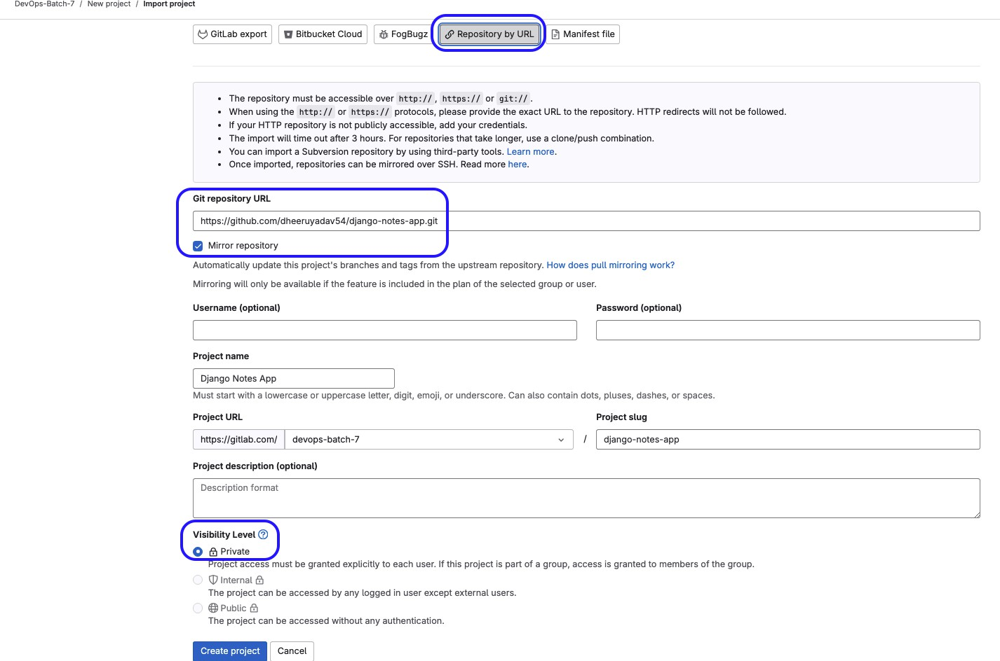 DevOps-Batch-7 / New project / Import project
GitLab export Bitbucket Cloud FogBugz Repository by URL Manifest file
• The repository must be accessible over http://, https:// or git://.
• When using the http:// or https:// protocols, please provide the exact URL to the repository. HTTP redirects will not be followed.
• If your HTTP repository is not publicly accessible, add your credentials.
• The import will time out after 3 hours. For repositories that take longer, use a clone/push combination.
• You can import a Subversion repository by using third-party tools. Learn more.
• Once imported, repositories can be mirrored over SSH. Read more here.
Git repository URL
https://github.com/dheeruyadav54/django-notes-app.git
Mirror repository
Automatically update this project's branches and tags from the upstream repository. How does pull mirroring work?
Mirroring will only be available if the feature is included in the plan of the selected group or user.
Username (optional) Password (optional)
Project name
Django Notes App
Must start with a lowercase or uppercase letter, digit, emoji, or underscore. Can also contain dots, pluses, dashes, or spaces.
Project URL Project slug
https://gitlab.com/ devops-batch-7 / django-notes-app
Project description (optional)
Description format
Visibility Level ?
Private
Project access must be granted explicitly to each user. If this project is part of a group, access is granted to members of the group.
Internal
The project can be accessed by any logged in user except external users.
Public
The project can be accessed without any authentication.
Create project Cancel